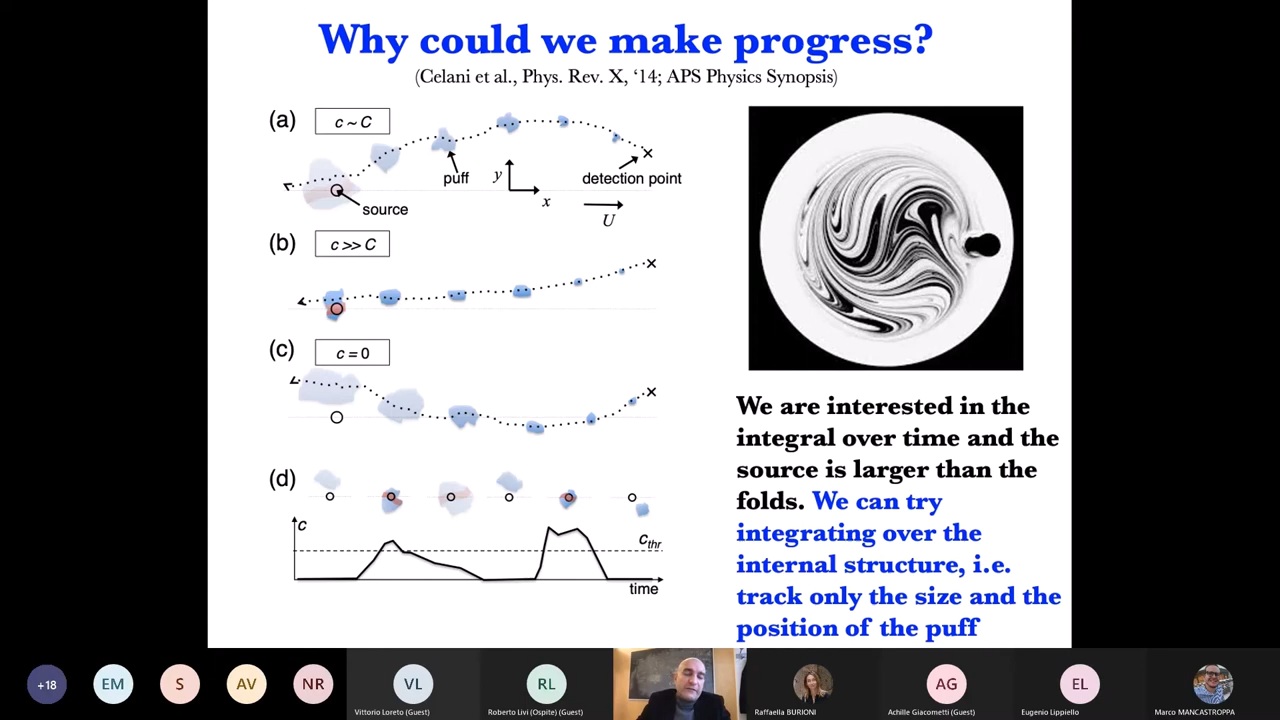 Why could we make progress?
(Celani et al., Phys. Rev. X, ‘14; APS Physics Synopsis)
(a)
c ~ C
puff
source
y
x
U
detection point
(b)
c >> C
(c)
c = 0
(d)
c
cthr
time
We are interested in the
integral over time and the
source is larger than the
folds. We can try
integrating over the
internal structure, i.e.
track only the size and the
position of the puff
+18
EM
S
AV
NR
VL
Vittorio Loreto (Guest)
RL
Roberto Livi (Ospite) (Guest)
Raffaella BURIONI
AG
Achille Giacometti (Guest)
EL
Eugenio Lippiello
Marco MANCASTROPPA